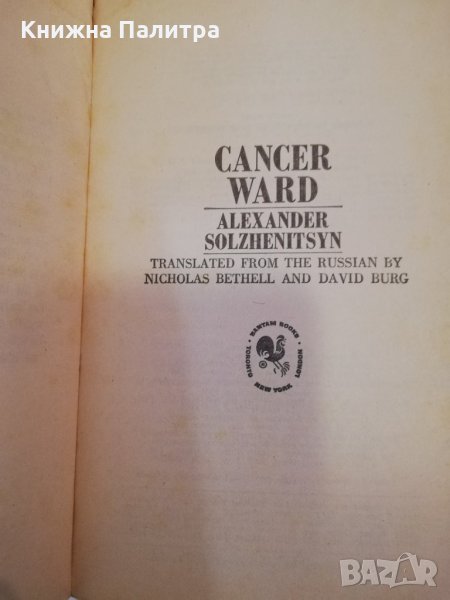 Книжна Палитра
CANCER
WARD
ALEXANDER
SOLZHENITSYN
TRANSLATED FROM THE RUSSIAN BY
NICHOLAS BETHELL AND DAVID BURG
BANTAM BOOKS
TORONTO
LONDON
NEW YORK
BAZAR